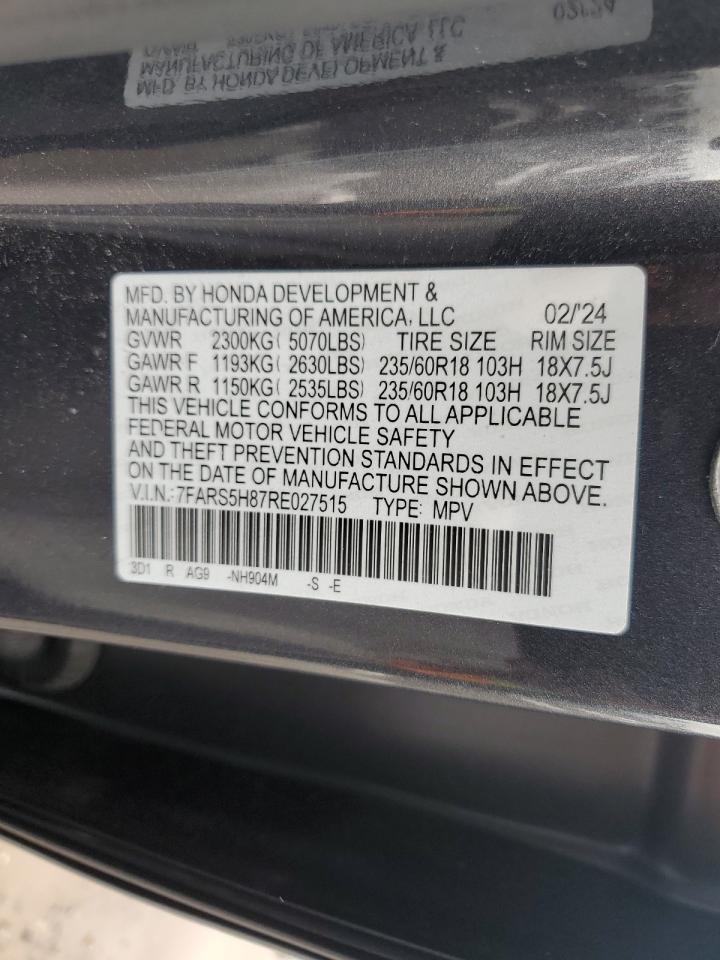 MFD. BY HONDA DEVELOPMENT &
MANUFACTURING OF AMERICA, LLC 02/'24
GVWR 2300KG ( 5070LBS) TIRE SIZE RIM SIZE
GAWR F 1193KG ( 2630LBS) 235/60R18 103H 18X7.5J
GAWR R 1150KG ( 2535LBS) 235/60R18 103H 18X7.5J
THIS VEHICLE CONFORMS TO ALL APPLICABLE
FEDERAL MOTOR VEHICLE SAFETY
AND THEFT PREVENTION STANDARDS IN EFFECT
ON THE DATE OF MANUFACTURE SHOWN ABOVE.
V.I.N.:7FARS5H87RE027515 TYPE: MPV
3D1 R AG9 -NH904M -S -E